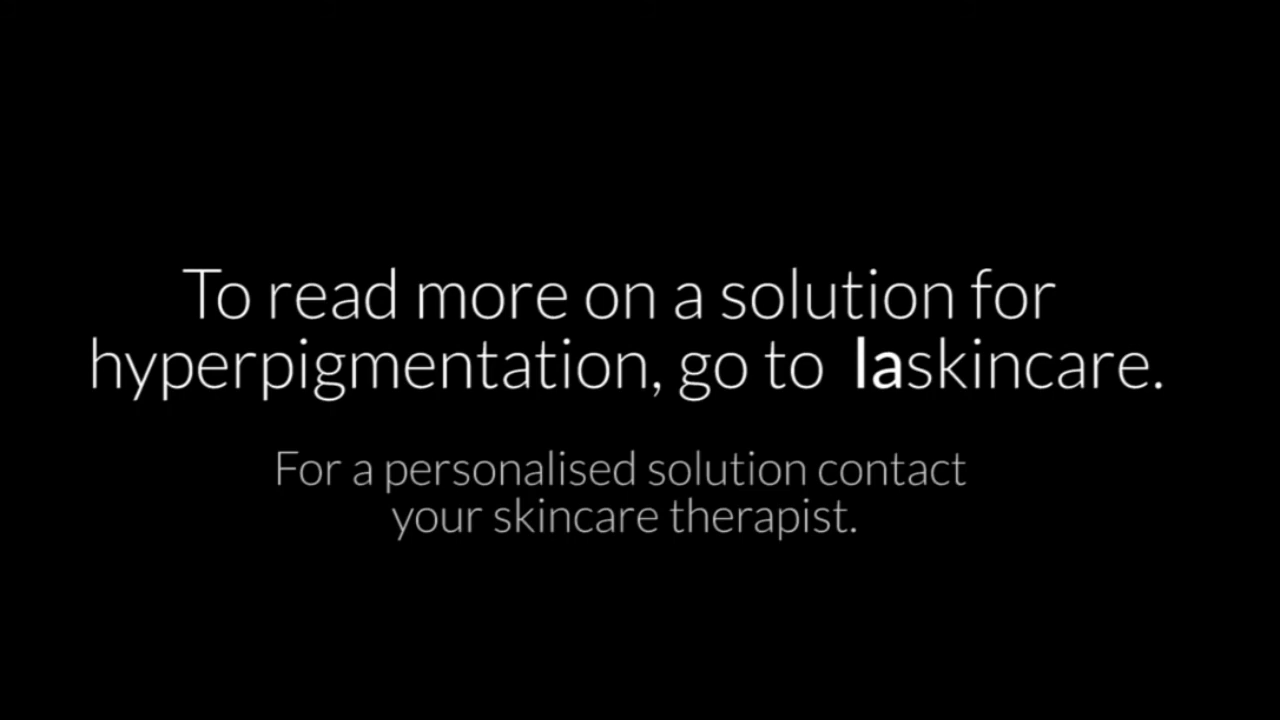 To read more on a solution for
hyperpigmentation, go to laskincare.
For a personalised solution contact
your skincare therapist.